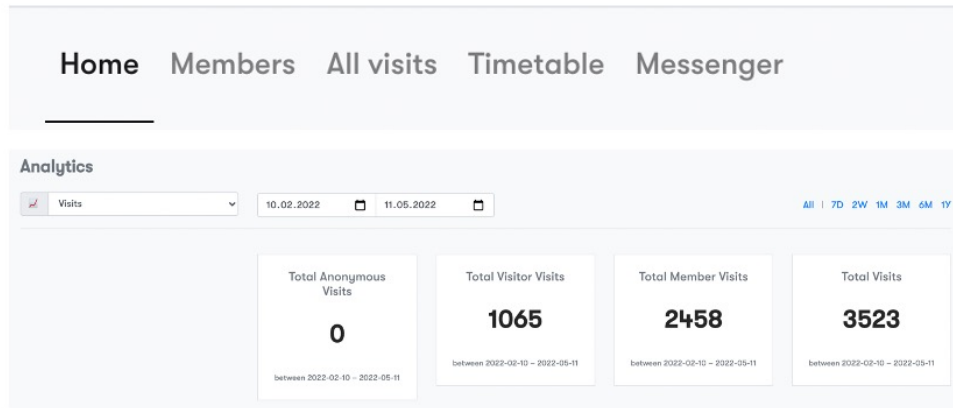 Home Members All visits Timetable Messenger
Analytics
Visits 10.02.2022 11.05.2022 All | 7D 2W 1M 3M 6M 1Y
Total Anonymous
Visits
0
between 2022-02-10 – 2022-05-11
Total Visitor Visits
1065
between 2022-02-10 – 2022-05-11
Total Member Visits
2458
between 2022-02-10 – 2022-05-11
Total Visits
3523
between 2022-02-10 – 2022-05-11